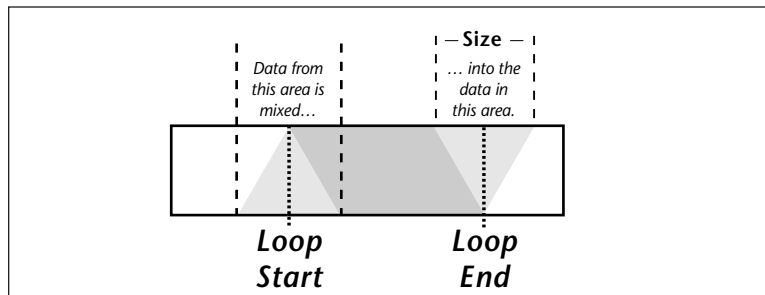 Data from
this area is
mixed…
– Size –
… into the
data in
this area.
Loop
Start
Loop
End